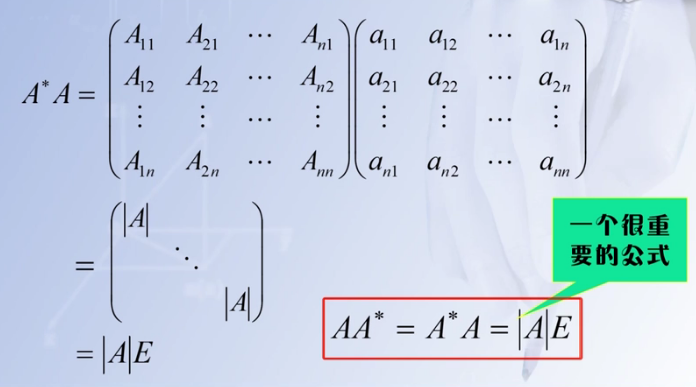 A^* A = \begin{pmatrix} A_{11} & A_{21} & \cdots & A_{n1} \\ A_{12} & A_{22} & \cdots & A_{n2} \\ \vdots & \vdots & \cdots & \vdots \\ A_{1n} & A_{2n} & \cdots & A_{nn} \end{pmatrix} \begin{pmatrix} a_{11} & a_{12} & \cdots & a_{1n} \\ a_{21} & a_{22} & \cdots & a_{2n} \\ \vdots & \vdots & \cdots & \vdots \\ a_{n1} & a_{n2} & \cdots & a_{nn} \end{pmatrix}
= \begin{pmatrix} |A| & & \\ & \ddots & \\ & & |A| \end{pmatrix}
一个很重
要的公式
= |A|E
AA^* = A^* A = |A|E